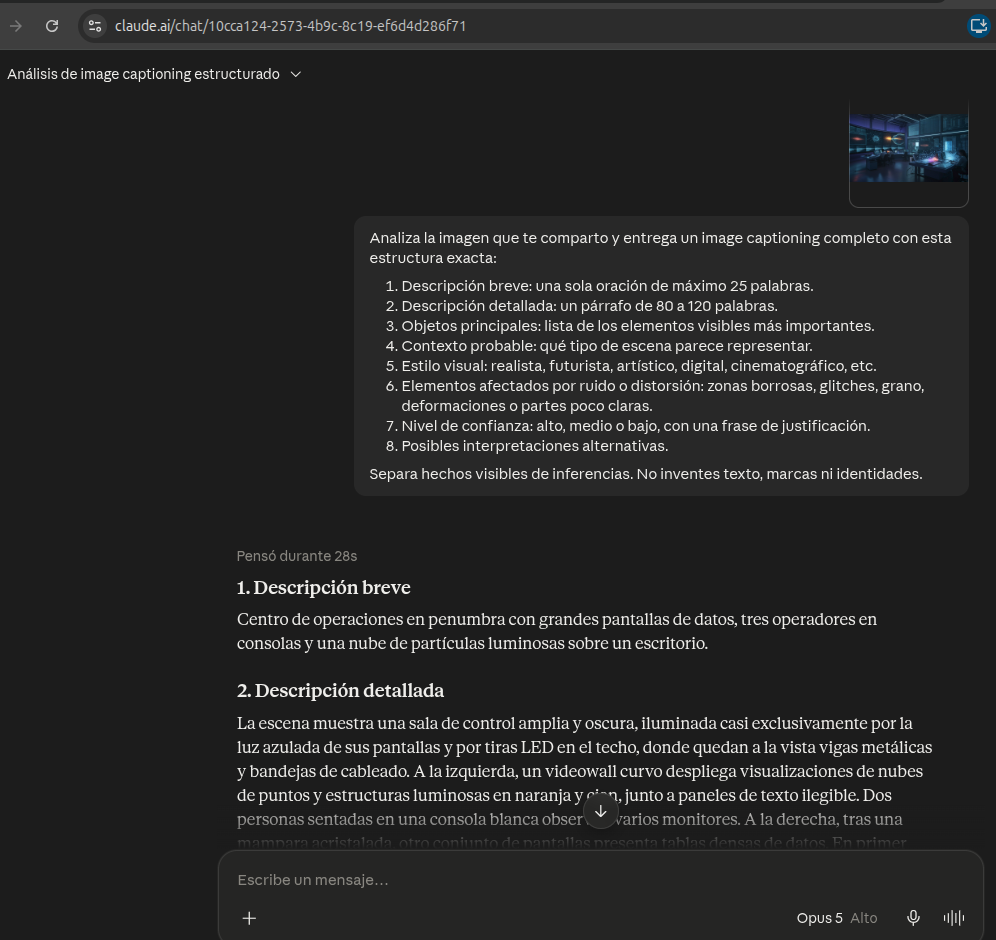 claude.ai/chat/10cca124-2573-4b9c-8c19-ef6d4d286f71
Análisis de image captioning estructurado
Analiza la imagen que te comparto y entrega un image captioning completo con esta
estructura exacta:
1. Descripción breve: una sola oración de máximo 25 palabras.
2. Descripción detallada: un párrafo de 80 a 120 palabras.
3. Objetos principales: lista de los elementos visibles más importantes.
4. Contexto probable: qué tipo de escena parece representar.
5. Estilo visual: realista, futurista, artístico, digital, cinematográfico, etc.
6. Elementos afectados por ruido o distorsión: zonas borrosas, glitches, grano,
deformaciones o partes poco claras.
7. Nivel de confianza: alto, medio o bajo, con una frase de justificación.
8. Posibles interpretaciones alternativas.
Separa hechos visibles de inferencias. No inventes texto, marcas ni identidades.
Pensó durante 28s
1. Descripción breve
Centro de operaciones en penumbra con grandes pantallas de datos, tres operadores en
consolas y una nube de partículas luminosas sobre un escritorio.
2. Descripción detallada
La escena muestra una sala de control amplia y oscura, iluminada casi exclusivamente por la
luz azulada de sus pantallas y por tiras LED en el techo, donde quedan a la vista vigas metálicas
y bandejas de cableado. A la izquierda, un videowall curvo despliega visualizaciones de nubes
de puntos y estructuras luminosas en naranja y cian, junto a paneles de texto ilegible. Dos
personas sentadas en una consola blanca obser varios monitores. A la derecha, tras una
mampara acristalada, otro conjunto de pantallas presenta tablas densas de datos. En primer
Escribe un mensaje...
Opus 5 Alto